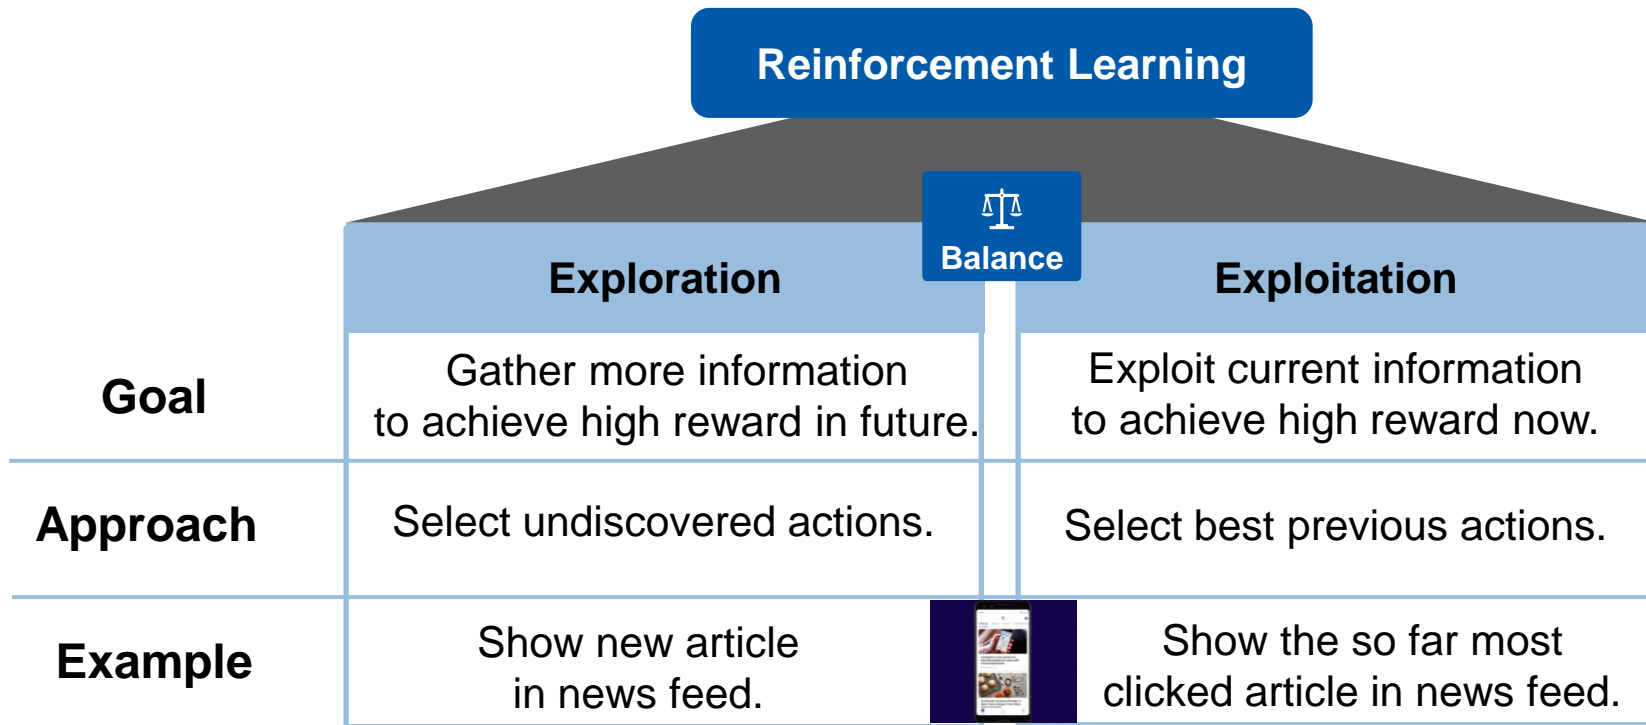 Reinforcement Learning
Balance
Exploration
Exploitation
Goal
Gather more information
to achieve high reward in future.
Exploit current information
to achieve high reward now.
Approach
Select undiscovered actions.
Select best previous actions.
Example
Show new article
in news feed.
Show the so far most
clicked article in news feed.